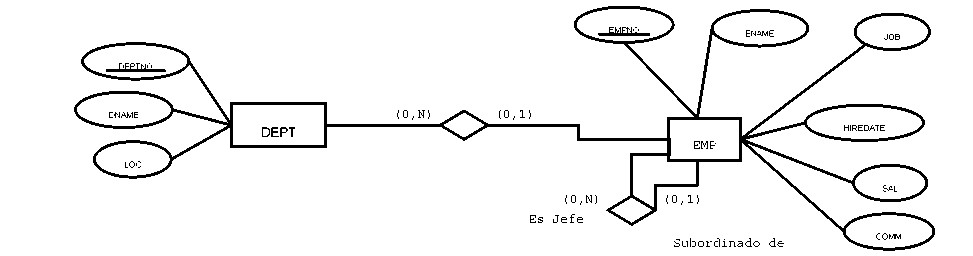 EMPNO
ENAME
JOB
DEPTNO
DNAME
LOC
DEPT
(0,N)
(0,1)
EMP
HIREDATE
SAL
COMM
(0,N)
(0,1)
Es Jefe
Subordinado de